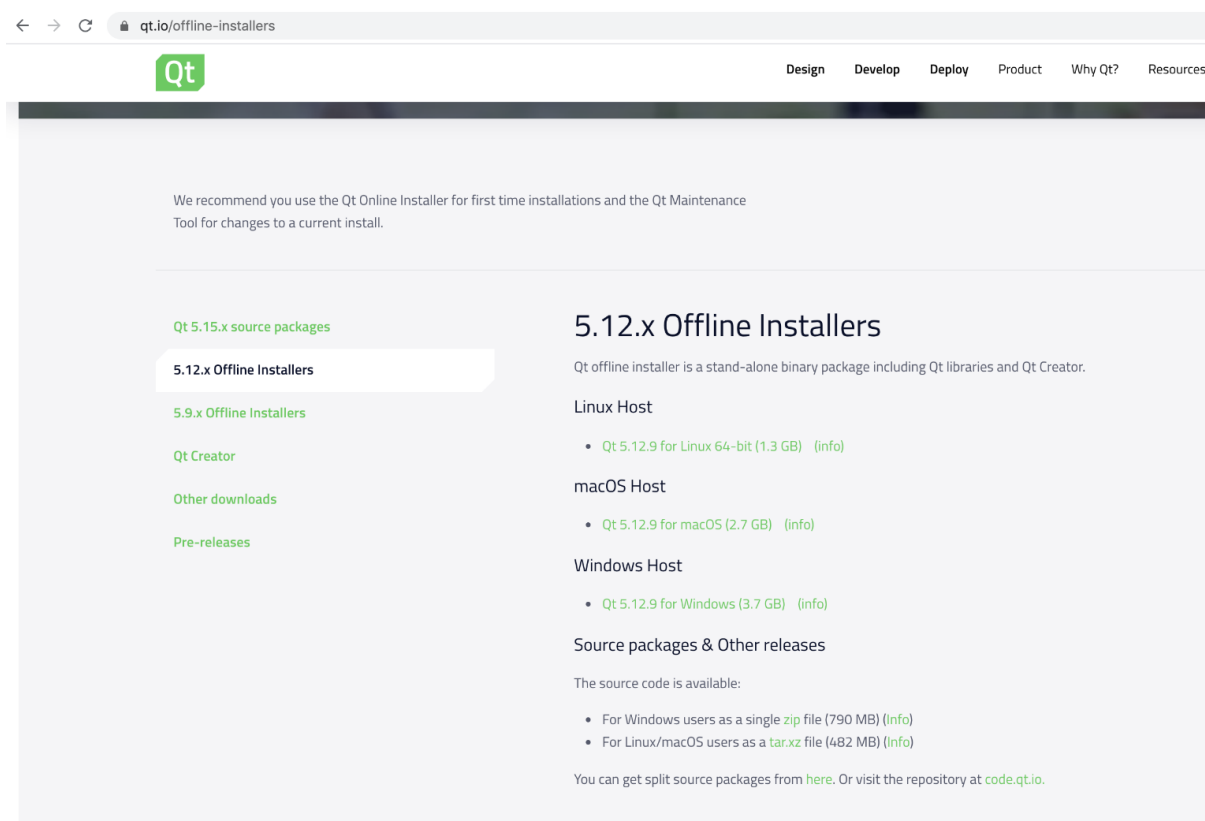 qt.io/offline-installers
Qt
Design Develop Deploy Product Why Qt? Resources
We recommend you use the Qt Online Installer for first time installations and the Qt Maintenance
Tool for changes to a current install.
Qt 5.15.x source packages
5.12.x Offline Installers
5.9.x Offline Installers
Qt Creator
Other downloads
Pre-releases
5.12.x Offline Installers
Qt offline installer is a stand-alone binary package including Qt libraries and Qt Creator.
Linux Host
• Qt 5.12.9 for Linux 64-bit (1.3 GB) (info)
macOS Host
• Qt 5.12.9 for macOS (2.7 GB) (info)
Windows Host
• Qt 5.12.9 for Windows (3.7 GB) (info)
Source packages & Other releases
The source code is available:
• For Windows users as a single zip file (790 MB) (Info)
• For Linux/macOS users as a tar.xz file (482 MB) (Info)
You can get split source packages from here. Or visit the repository at code.qt.io.